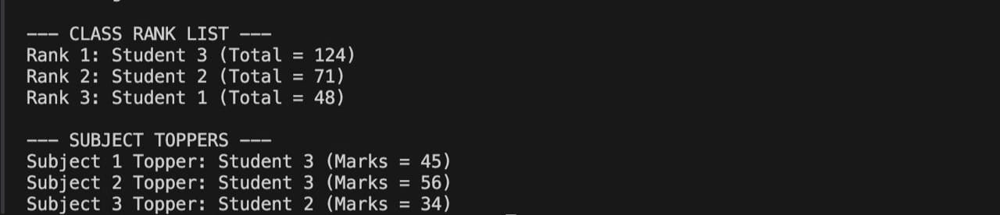 --- CLASS RANK LIST ---
Rank 1: Student 3 (Total = 124)
Rank 2: Student 2 (Total = 71)
Rank 3: Student 1 (Total = 48)
--- SUBJECT TOPPERS ---
Subject 1 Topper: Student 3 (Marks = 45)
Subject 2 Topper: Student 3 (Marks = 56)
Subject 3 Topper: Student 2 (Marks = 34)